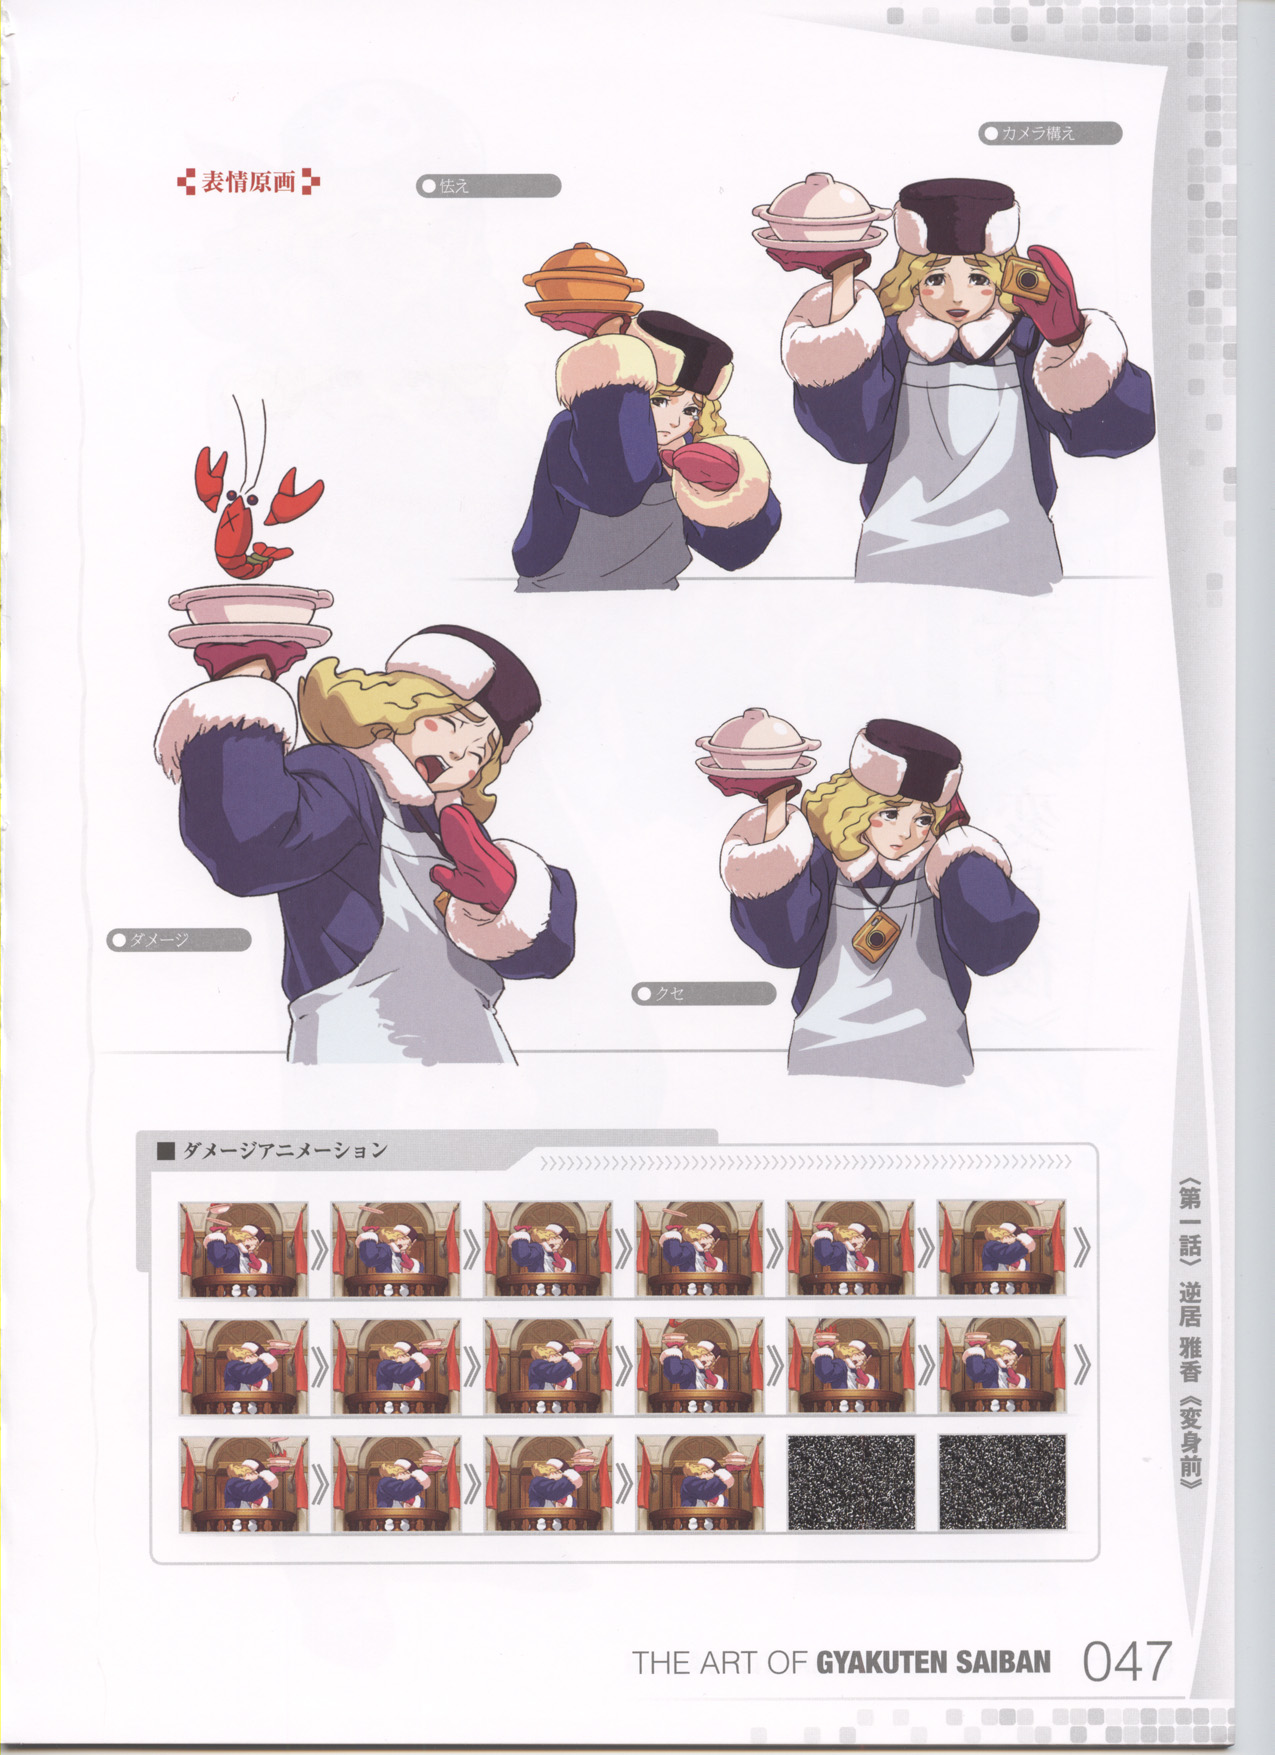 表情原画
怯え
カメラ構え
ダメージ
クセ
■ ダメージアニメーション
《第一話》 逆居 雅香 《変身前》
THE ART OF GYAKUTEN SAIBAN 047